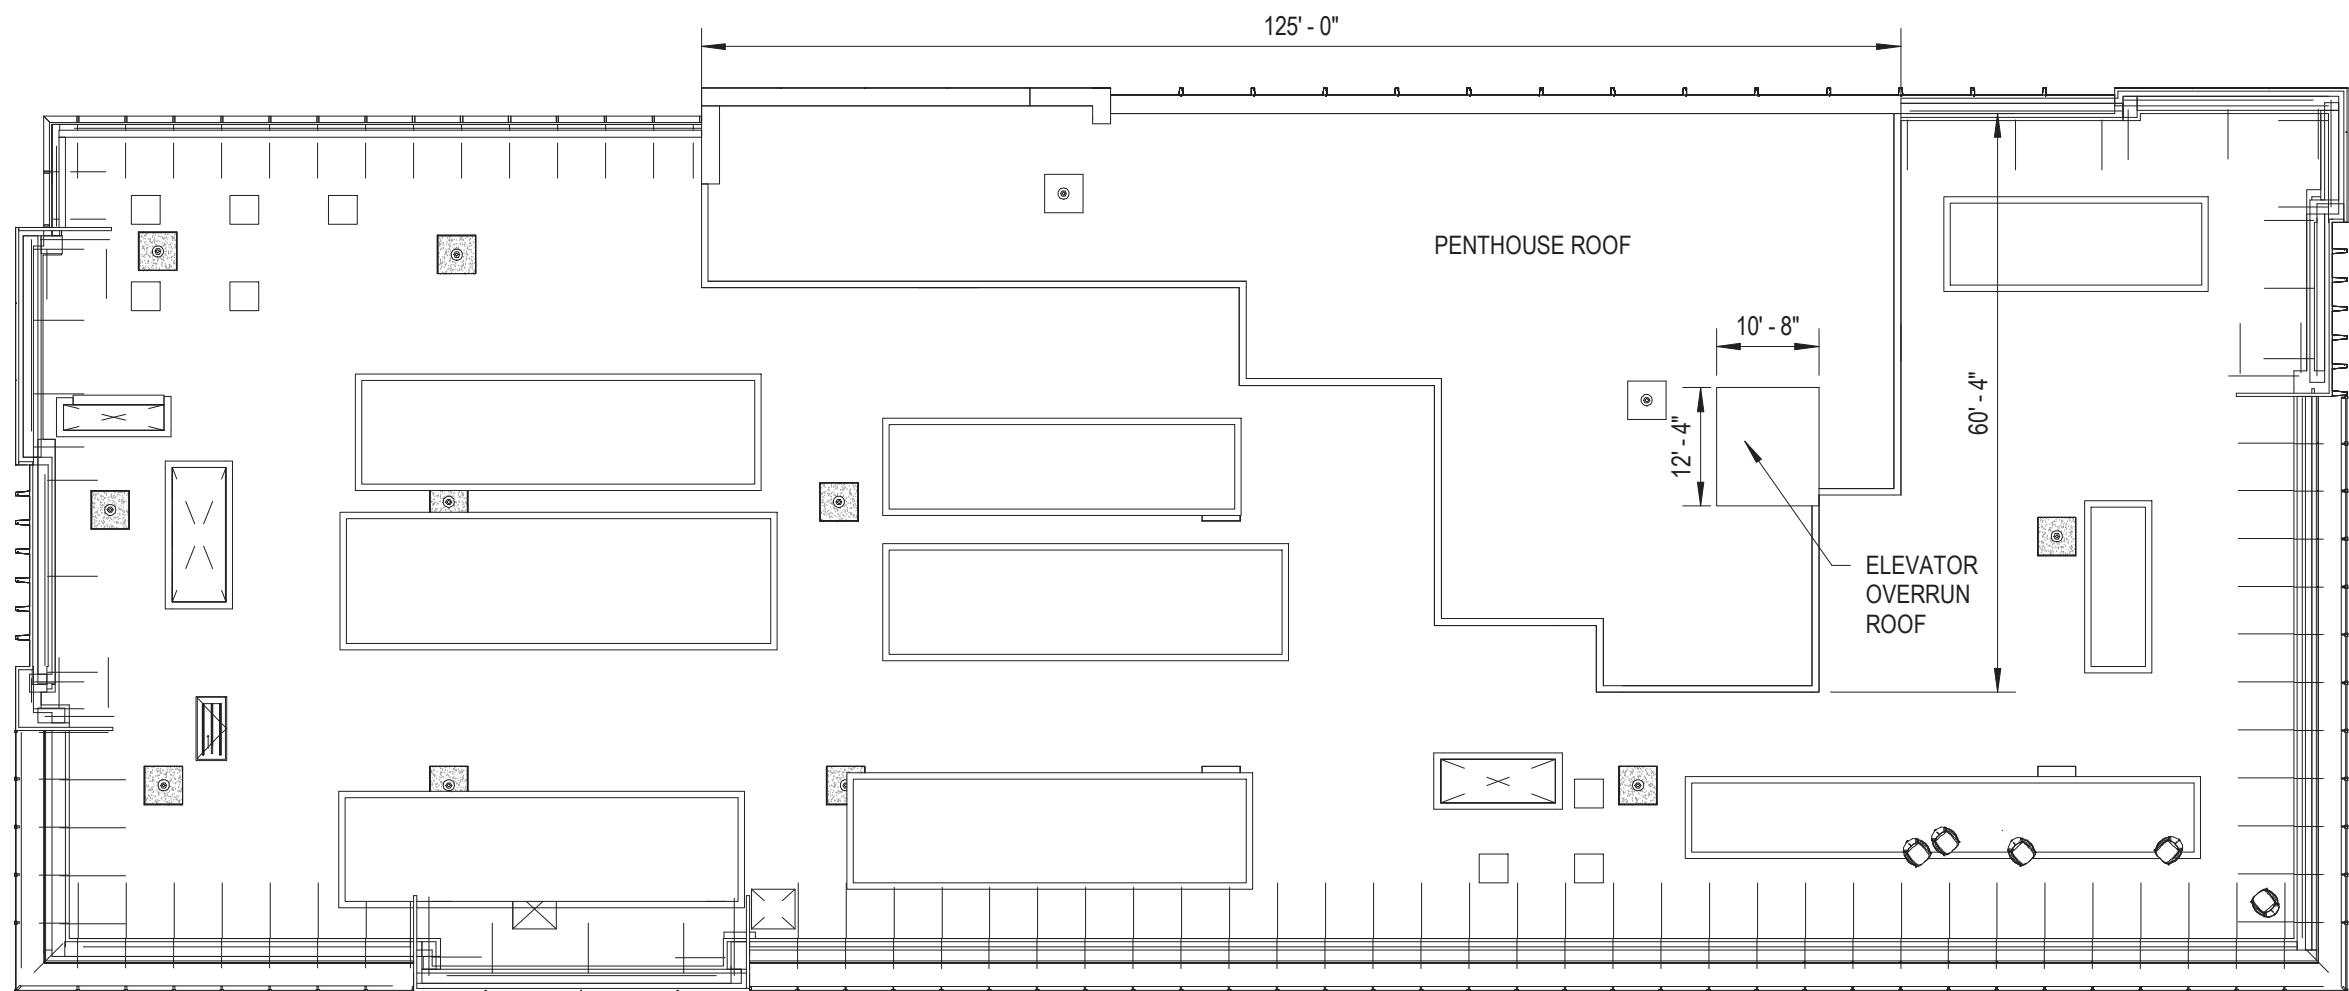 125' - 0"
PENTHOUSE ROOF
10' - 8"
12' - 4"
60' - 4"
ELEVATOR
OVERRUN
ROOF